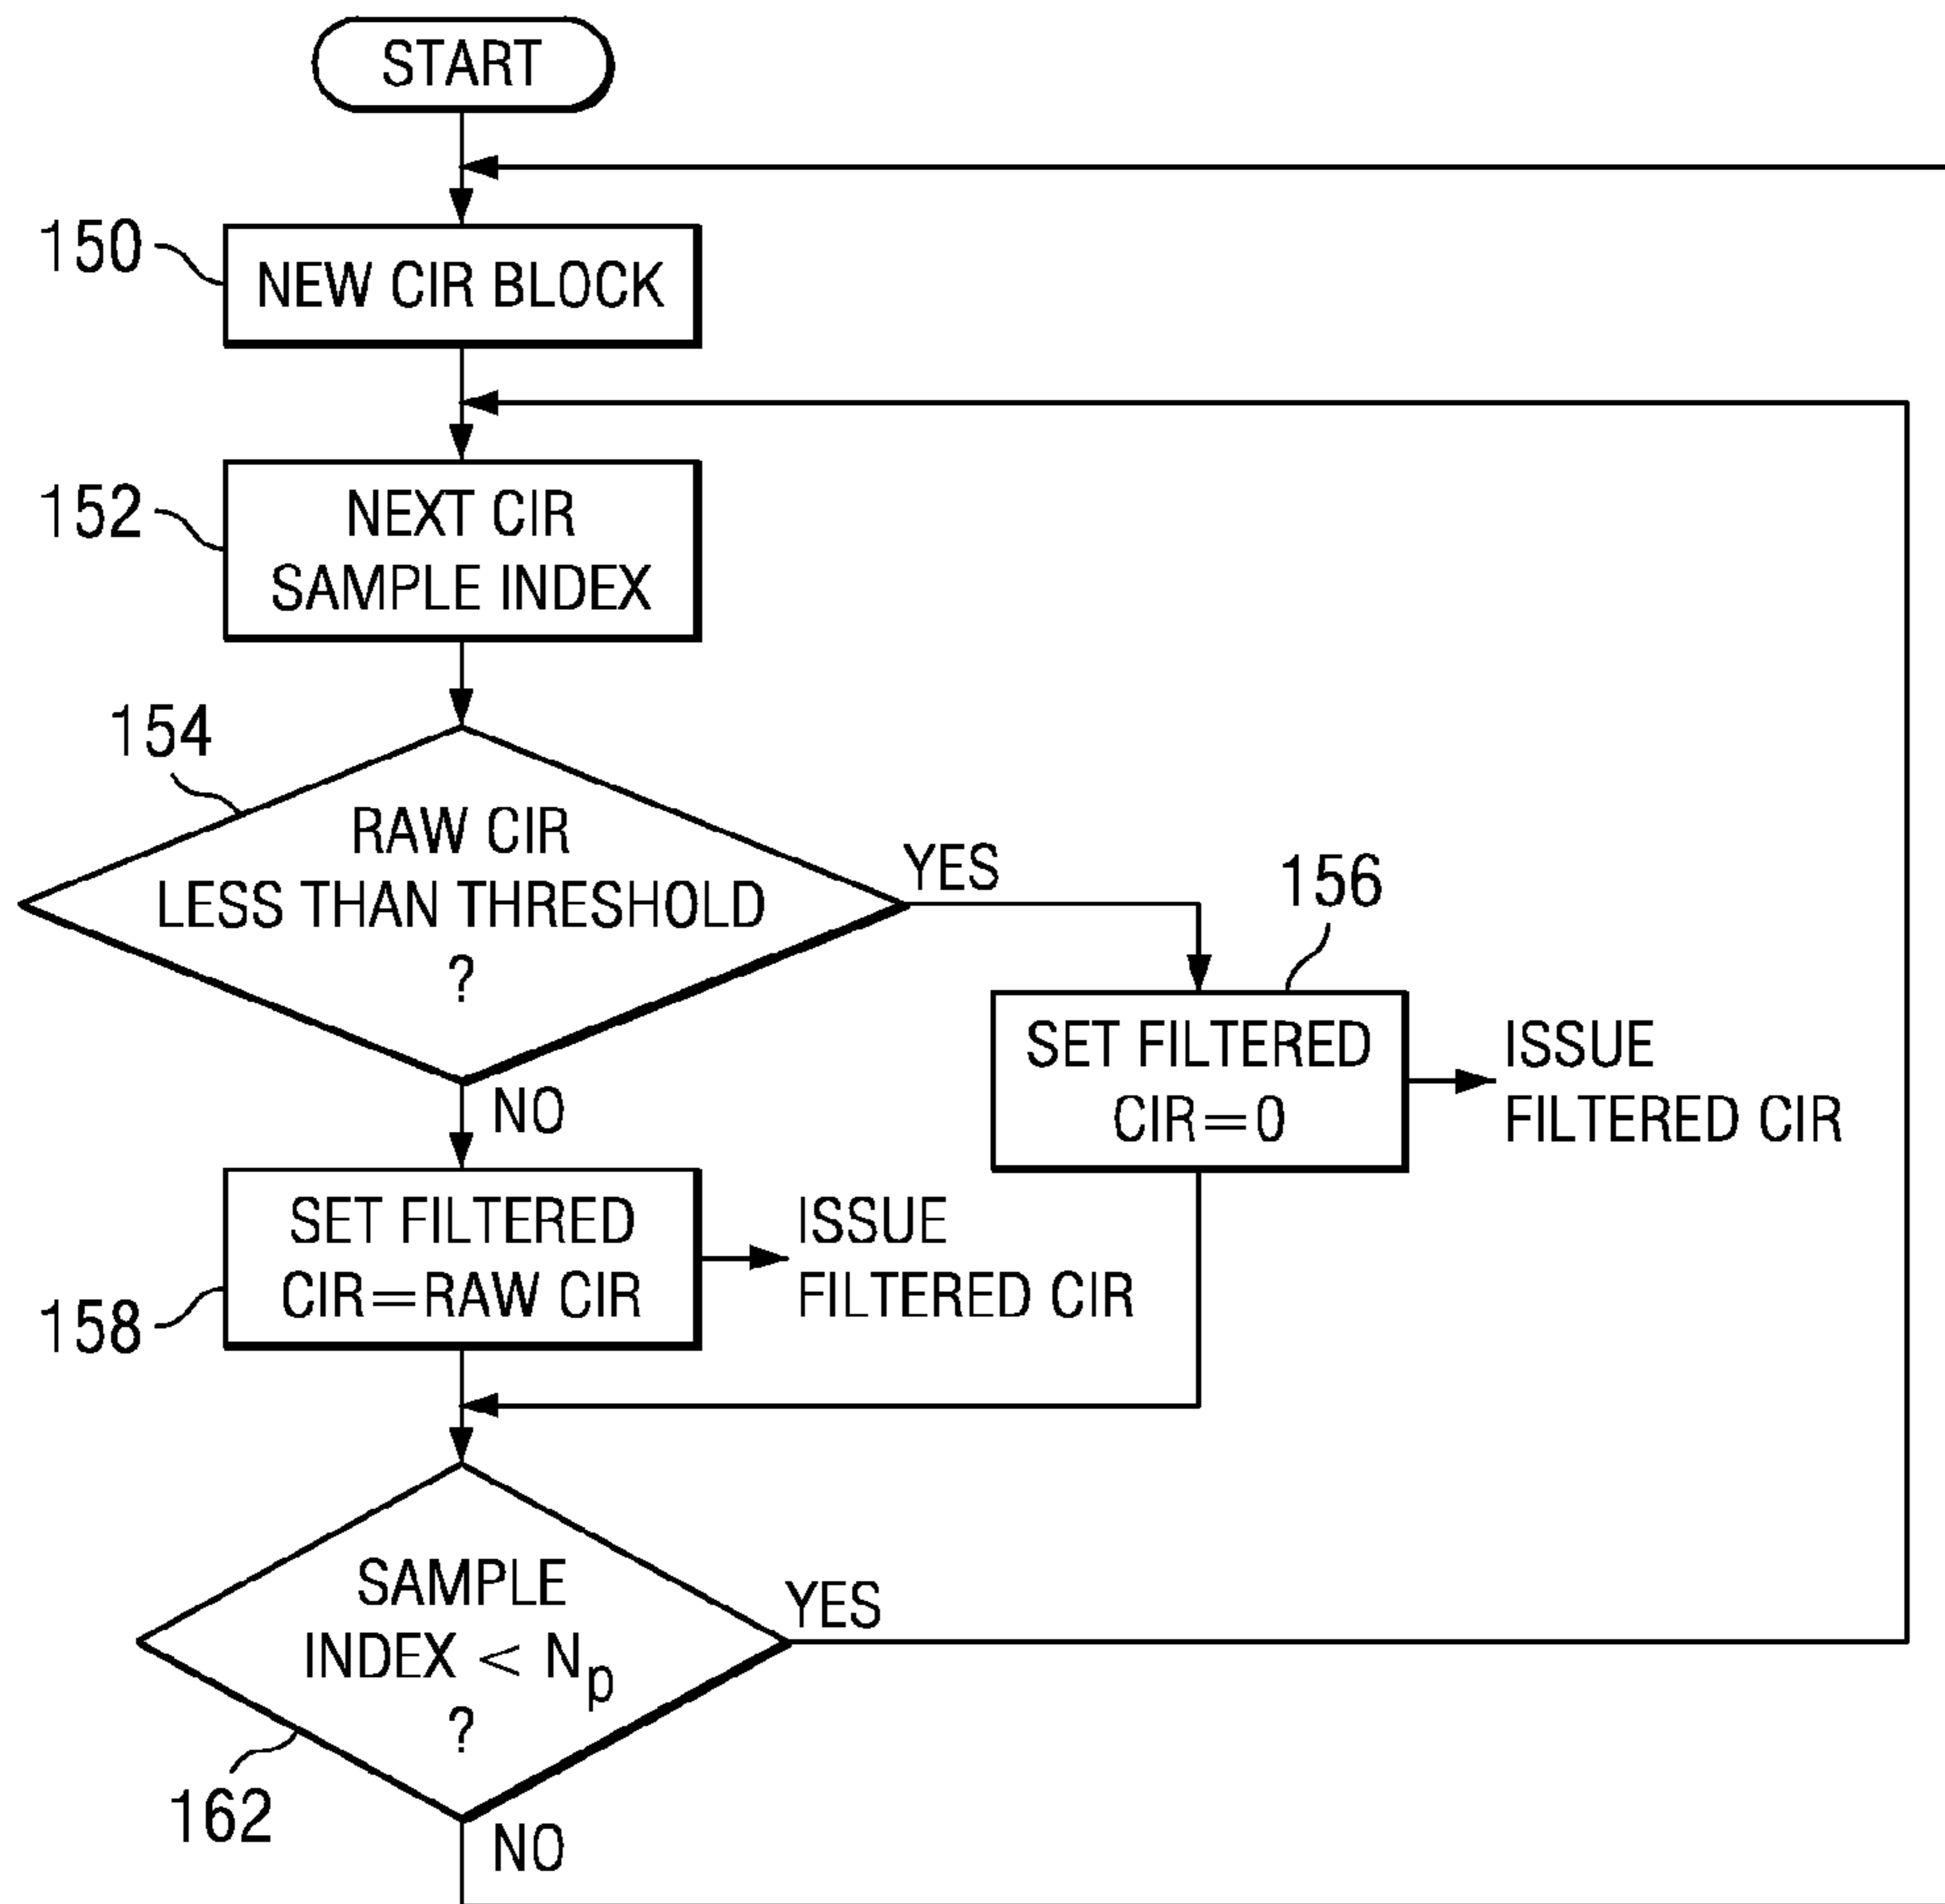 START
150
NEW CIR BLOCK
152
NEXT CIR
SAMPLE INDEX
154
RAW CIR
LESS THAN THRESHOLD
?
YES
156
SET FILTERED
CIR=0
ISSUE
FILTERED CIR
NO
158
SET FILTERED
CIR=RAW CIR
ISSUE
FILTERED CIR
SAMPLE
INDEX < Np
?
YES
162
NO